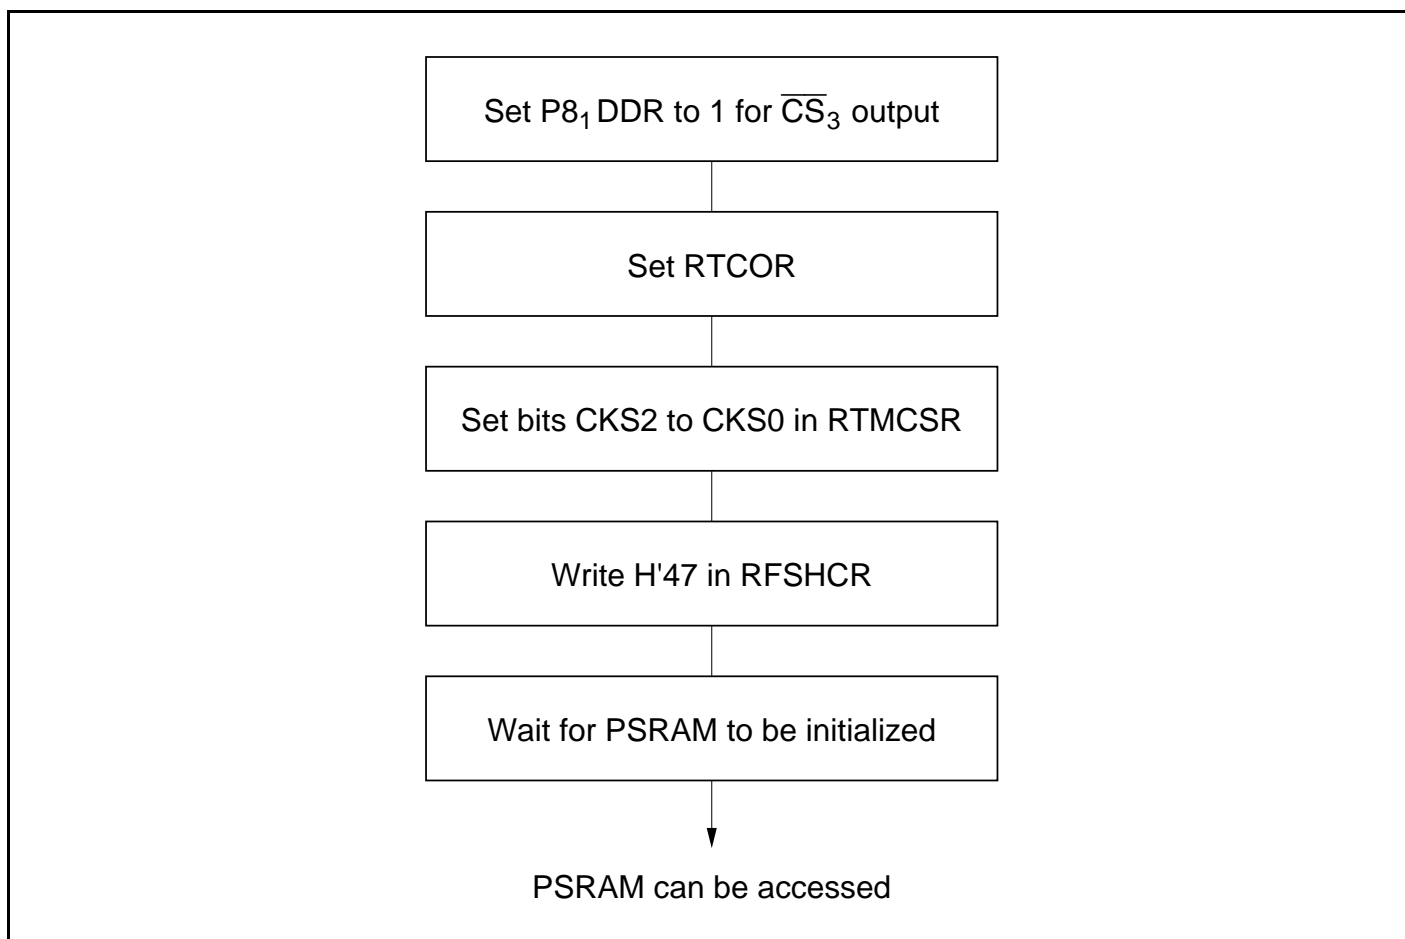 Set P8₁ DDR to 1 for C̅S̅₃ output
Set RTCOR
Set bits CKS2 to CKS0 in RTMCSR
Write H'47 in RFSHCR
Wait for PSRAM to be initialized
PSRAM can be accessed